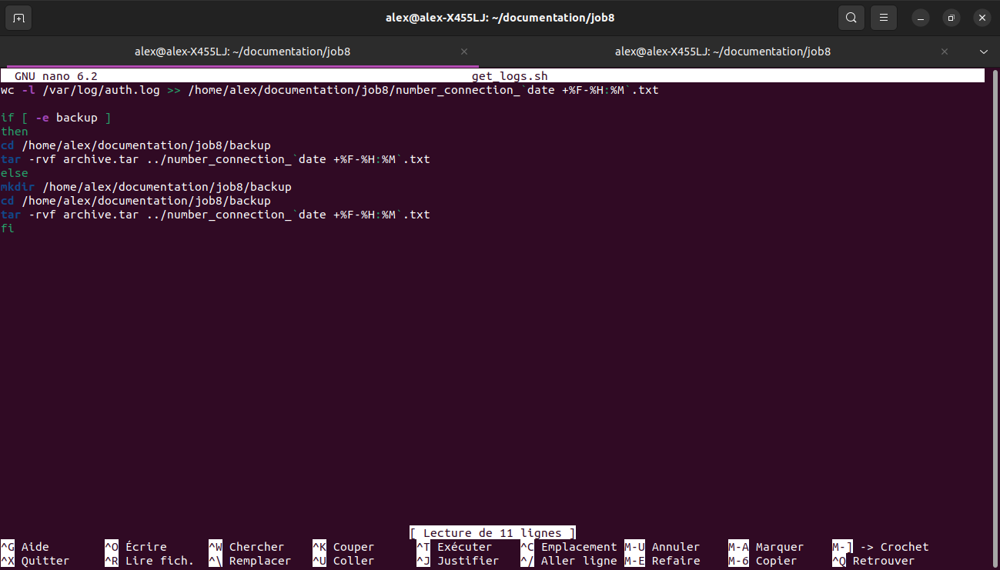 alex@alex-X455LJ: ~/documentation/job8
alex@alex-X455LJ: ~/documentation/job8 × alex@alex-X455LJ: ~/documentation/job8 ×
GNU nano 6.2 get_logs.sh
wc -l /var/log/auth.log >> /home/alex/documentation/job8/number_connection_`date +%F-%H:%M`.txt
if [ -e backup ]
then
cd /home/alex/documentation/job8/backup
tar -rvf archive.tar ../number_connection_`date +%F-%H:%M`.txt
else
mkdir /home/alex/documentation/job8/backup
cd /home/alex/documentation/job8/backup
tar -rvf archive.tar ../number_connection_`date +%F-%H:%M`.txt
fi
[ Lecture de 11 lignes ]
^G Aide ^O Écrire ^W Chercher ^K Couper ^T Exécuter ^C Emplacement M-U Annuler M-A Marquer M-] -> Crochet
^X Quitter ^R Lire fich. ^\ Remplacer ^U Coller ^J Justifier ^/ Aller ligne M-E Refaire M-6 Copier ^Q Retrouver